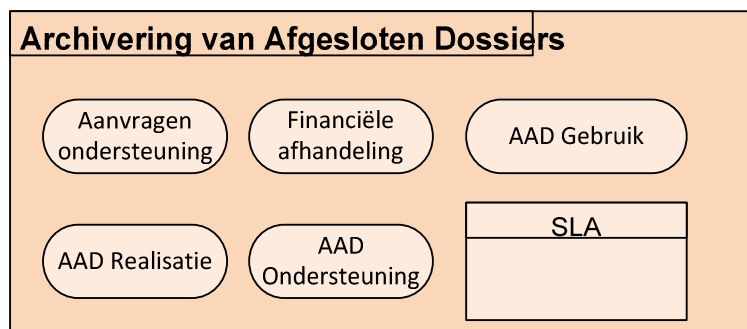 Archivering van Afgesloten Dossiers
Aanvragen
ondersteuning
Financiële
afhandeling
AAD Gebruik
AAD Realisatie
AAD
Ondersteuning
SLA